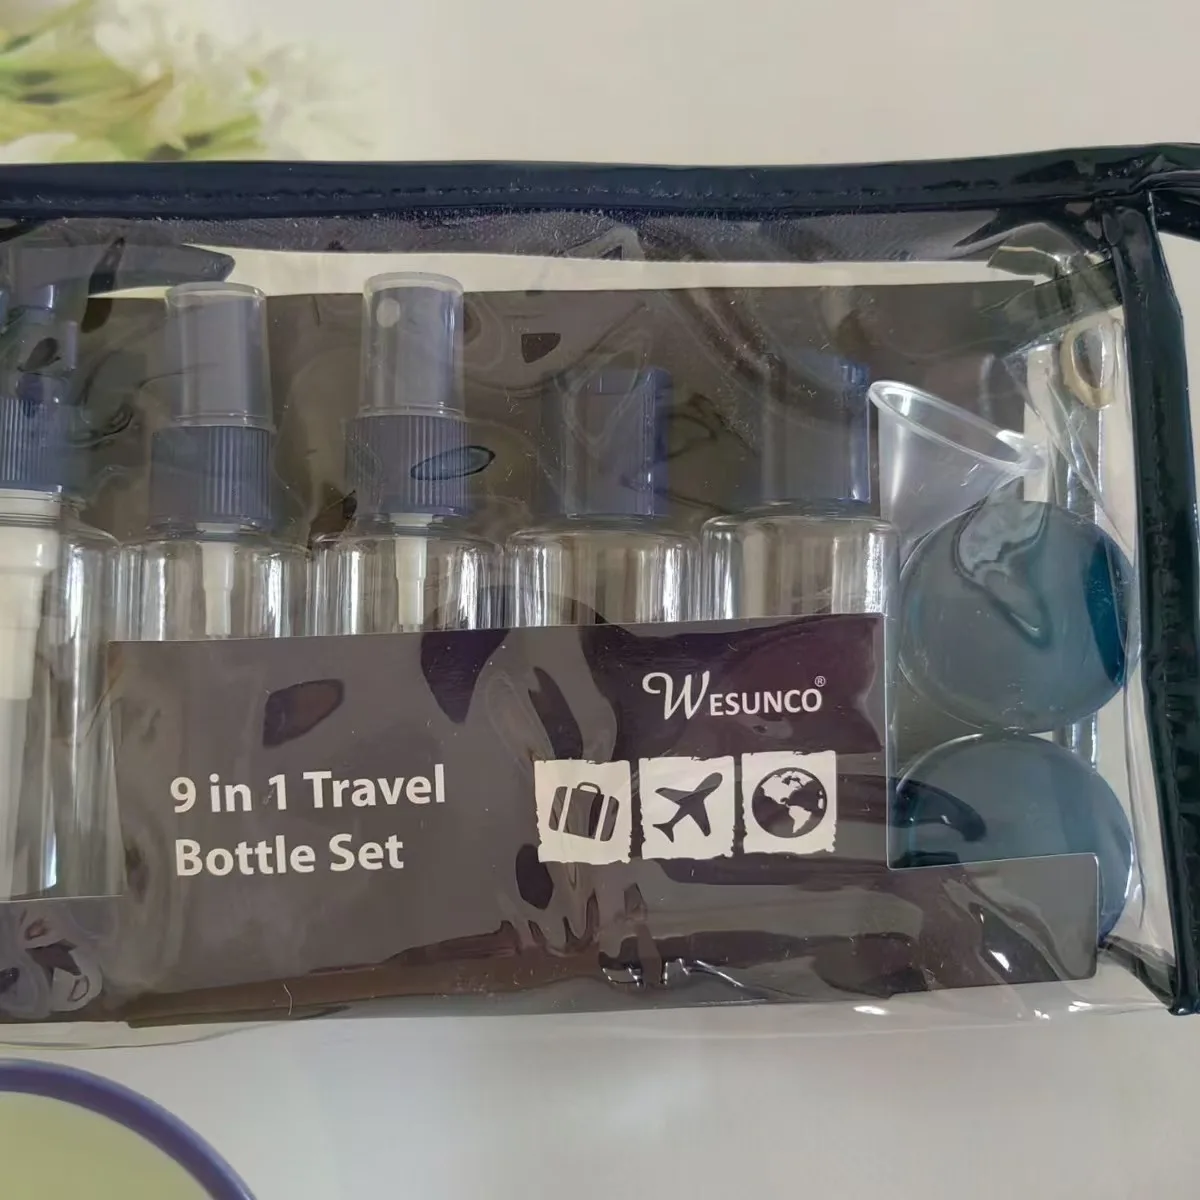 WESUNCO®
9 in 1 Travel
Bottle Set